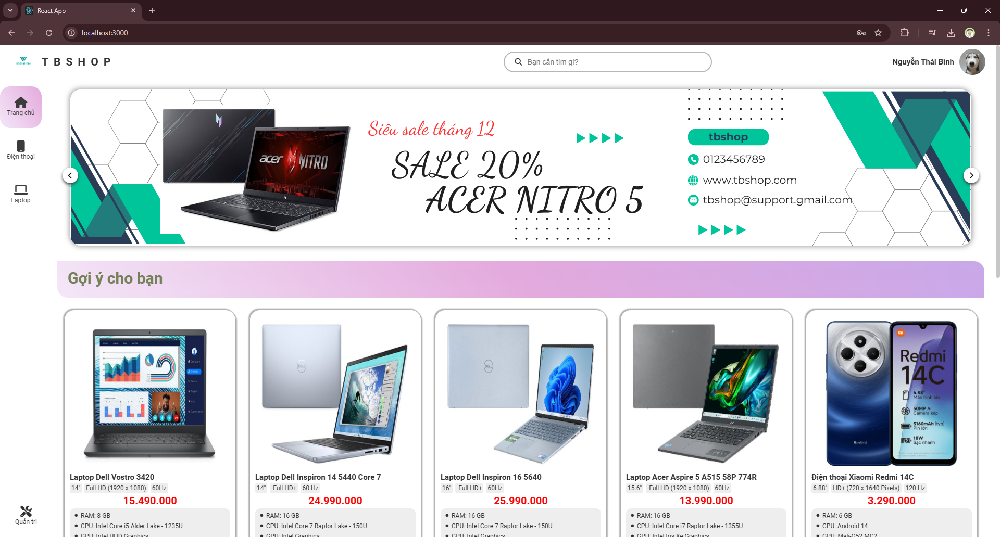 React App
localhost:3000
TBSHOP
Bạn cần tìm gì?
Nguyễn Thái Bình
Trang chủ
Điện thoại
Laptop
Quản trị
acer NITRO
Siêu sale tháng 12
SALE 20%
ACER NITRO 5
tbshop
0123456789
www.tbshop.com
tbshop@support.gmail.com
Gợi ý cho bạn
DELL
DELL
Redmi
Redmi
14C
6.88"
Màn hình lớn
50MP AI
Camera kép
5160mAh (typ)
Pin lớn
18W
Sạc nhanh
Laptop Dell Vostro 3420
14" Full HD (1920 x 1080) 60Hz
15.490.000
RAM: 8 GB
CPU: Intel Core i5 Alder Lake - 1235U
GPU: Intel UHD Graphics
Laptop Dell Inspiron 14 5440 Core 7
14" Full HD+ 60 Hz
24.990.000
RAM: 16 GB
CPU: Intel Core 7 Raptor Lake - 150U
GPU: Intel Graphics
Laptop Dell Inspiron 16 5640
16" Full HD+ 60Hz
25.990.000
RAM: 16 GB
CPU: Intel Core 7 Raptor Lake - 150U
GPU: Intel Graphics
Laptop Acer Aspire 5 A515 58P 774R
15.6" Full HD (1920 x 1080) 60Hz
13.990.000
RAM: 16 GB
CPU: Intel Core i7 Raptor Lake - 1355U
GPU: Intel Iris Xe Graphics
Điện thoại Xiaomi Redmi 14C
6.88" HD+ (720 x 1640 Pixels) 120 Hz
3.290.000
RAM: 6 GB
CPU: Android 14
GPU: Mali-G52 MC2